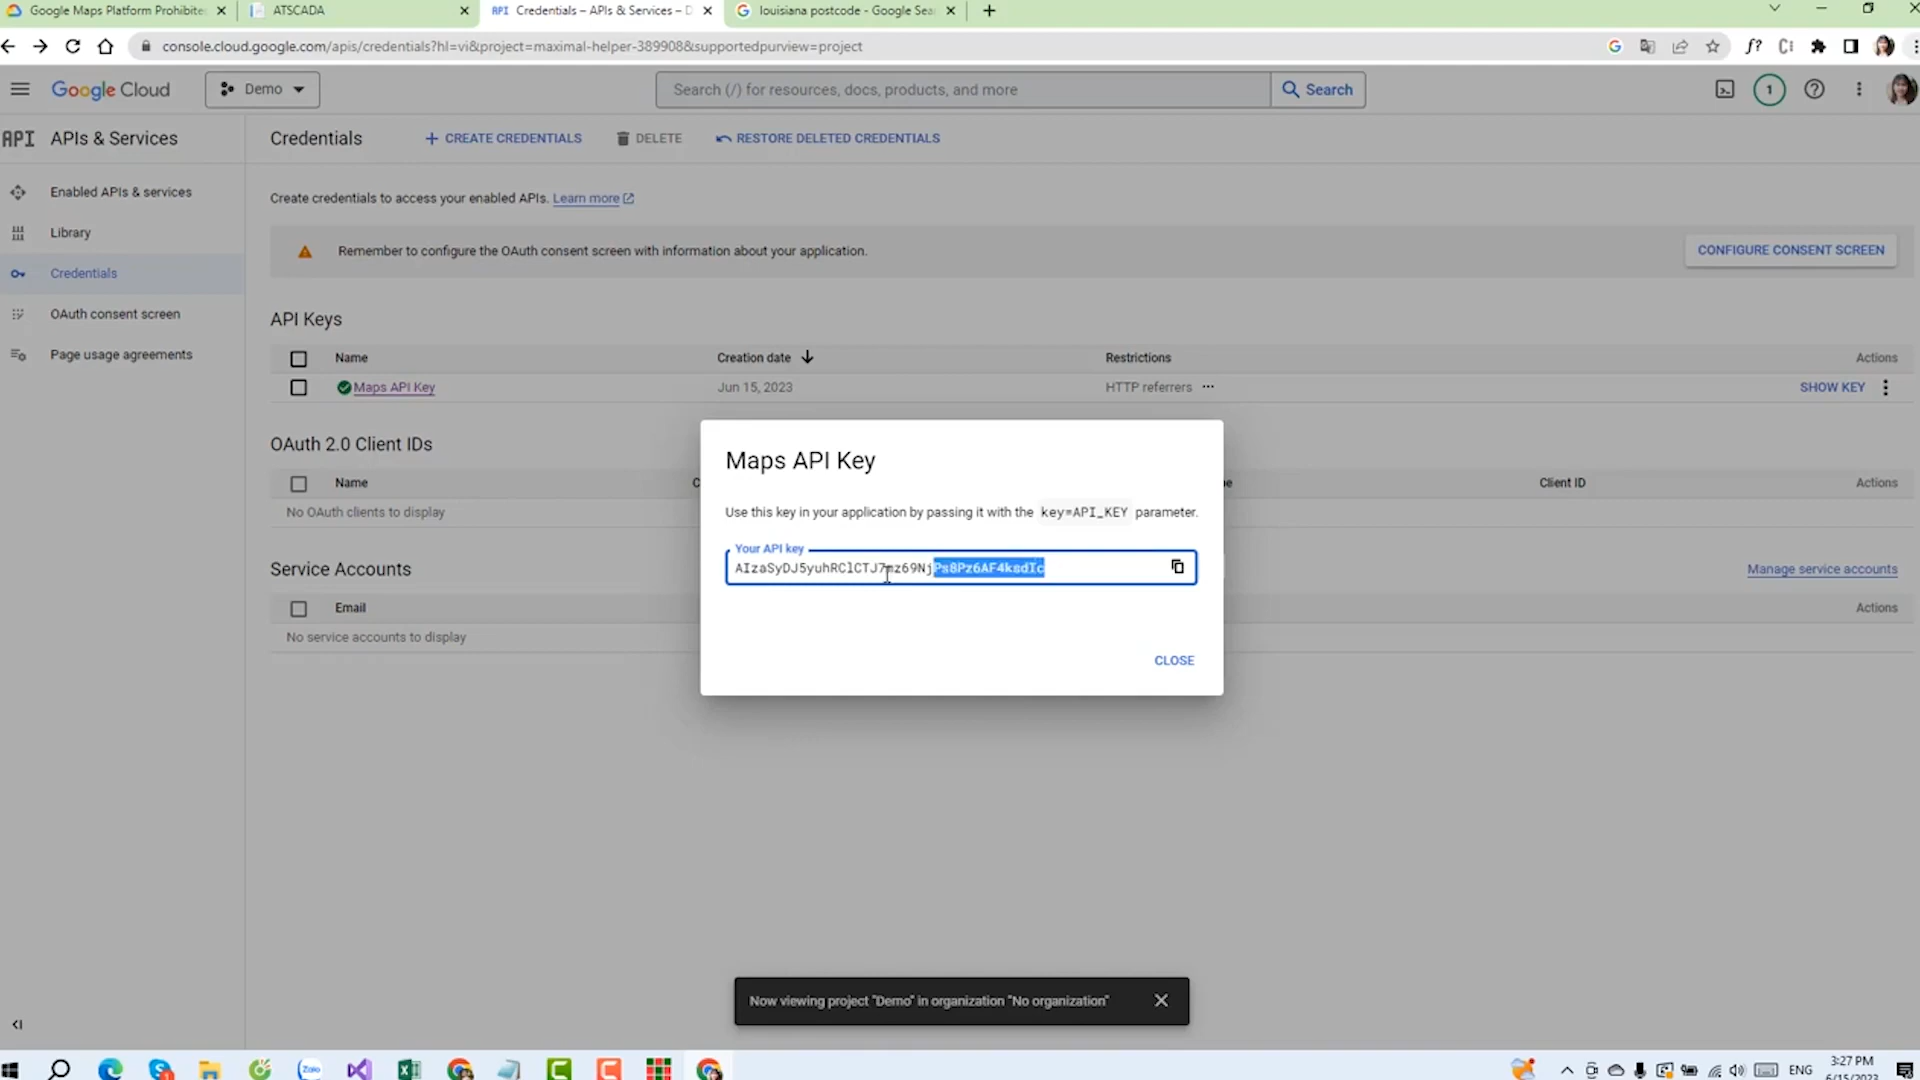 Google Maps Platform Prohibite
ATSCADA
API Credentials – APIs & Services – D
louisiana postcode - Google Sea
console.cloud.google.com/apis/credentials?hl=vi&project=maximal-helper-389908&supportedpurview=project
Google Cloud
Demo
Search (/) for resources, docs, products, and more
Search
1
API APIs & Services
Credentials
+ CREATE CREDENTIALS
DELETE
RESTORE DELETED CREDENTIALS
Enabled APIs & services
Library
Credentials
OAuth consent screen
Page usage agreements
Create credentials to access your enabled APIs. Learn more
Remember to configure the OAuth consent screen with information about your application.
CONFIGURE CONSENT SCREEN
API Keys
Name
Creation date
Restrictions
Actions
Maps API Key
Jun 15, 2023
HTTP referrers
SHOW KEY
OAuth 2.0 Client IDs
Name
Client ID
Actions
No OAuth clients to display
Service Accounts
Manage service accounts
Email
Actions
No service accounts to display
Maps API Key
Use this key in your application by passing it with the key=API_KEY parameter.
Your API key
AIzaSyDJ5yuhRClCTJ7mz69NjPs8Pz6AF4ksdIc
CLOSE
Now viewing project "Demo" in organization "No organization"
Zalo
ENG
3:27 PM
6/15/2023